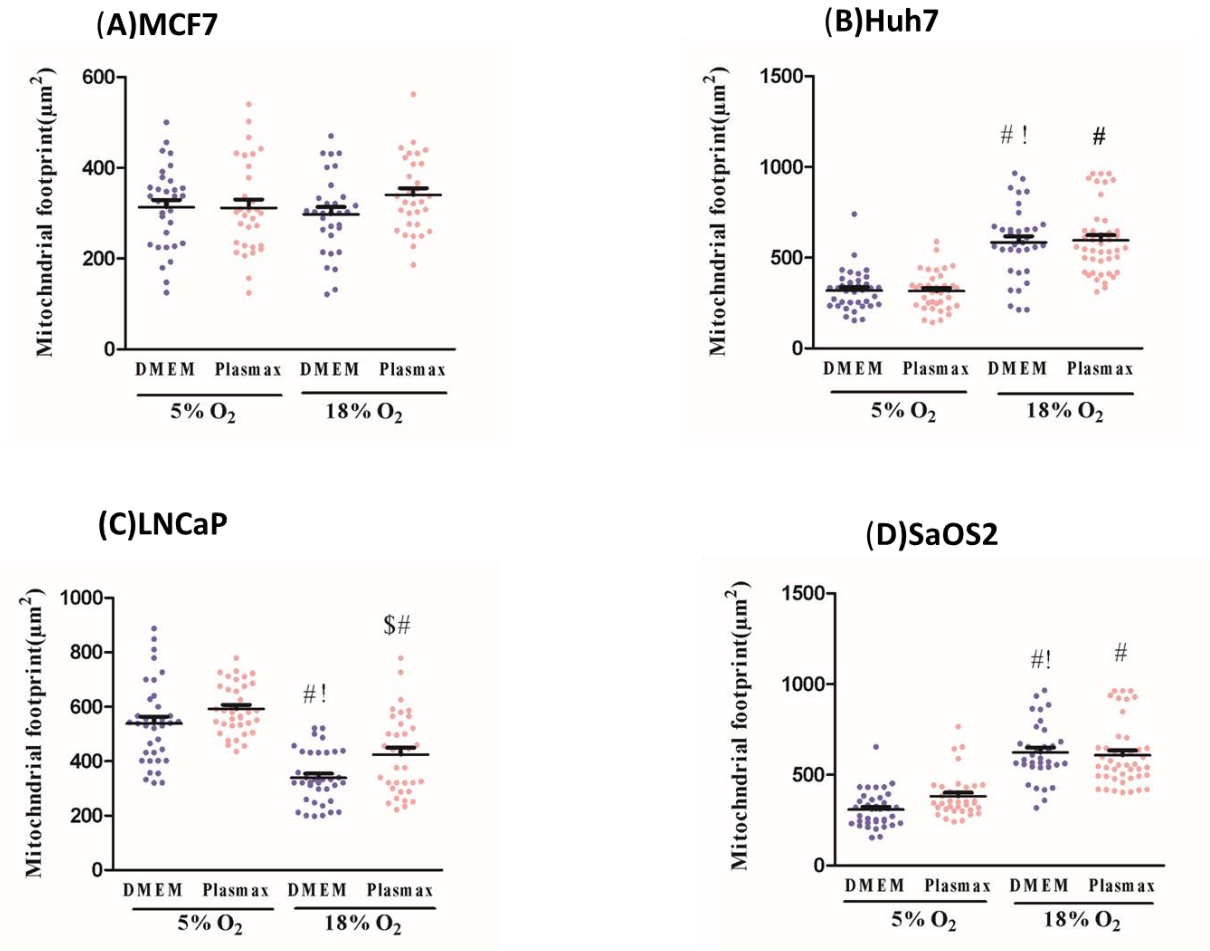 (A)MCF7
Mitochndrial footprint(μm²)
600
400
200
0
DMEM Plasmax DMEM Plasmax
5% O₂ 18% O₂
(B)Huh7
Mitochndrial footprint(μm²)
1500
1000
500
0
# ! #
DMEM Plasmax DMEM Plasmax
5% O₂ 18% O₂
(C)LNCaP
Mitochndrial footprint(μm²)
1000
800
600
400
200
0
#! $#
DMEM Plasmax DMEM Plasmax
5% O₂ 18% O₂
(D)SaOS2
Mitochndrial footprint(μm²)
1500
1000
500
0
#! #
DMEM Plasmax DMEM Plasmax
5% O₂ 18% O₂